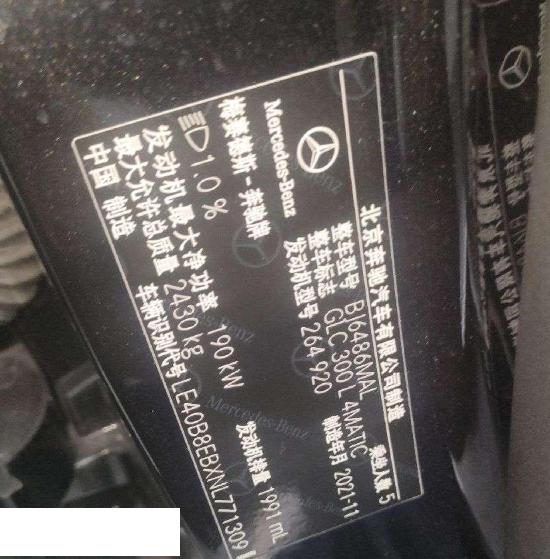 北京奔驰汽车有限公司制造
Mercedes-Benz
梅赛德斯-奔驰牌
整车型号 BJ6486MAL 乘坐人数 5
整车标志 GLC 300 L 4MATIC
发动机型号 264 920 制造年月 2021-11
1.0 %
发动机最大净功率 190 kW 发动机排量 1991 mL
最大允许总质量 2430 kg
中国 制造 车辆识别代号 LE40B8EBXNL771309